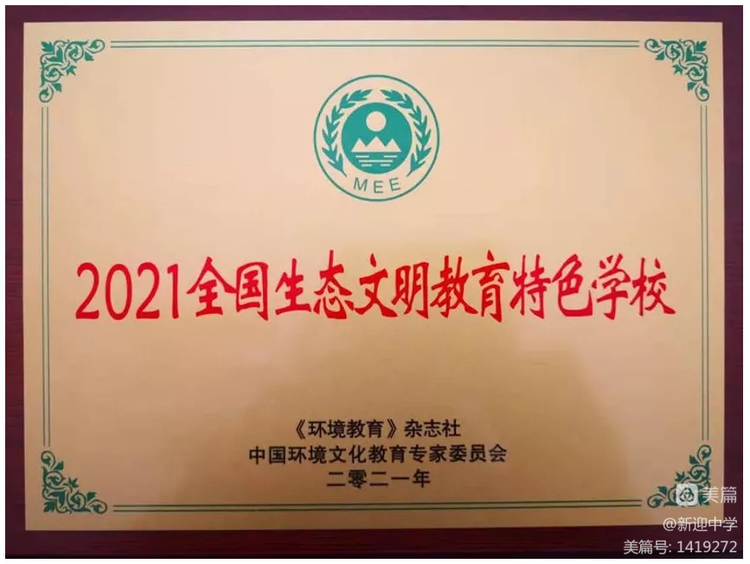 MEE
2021全国生态文明教育特色学校
《环境教育》杂志社
中国环境文化教育专家委员会
二零二一年
美篇
@新迎中学
美篇号: 1419272